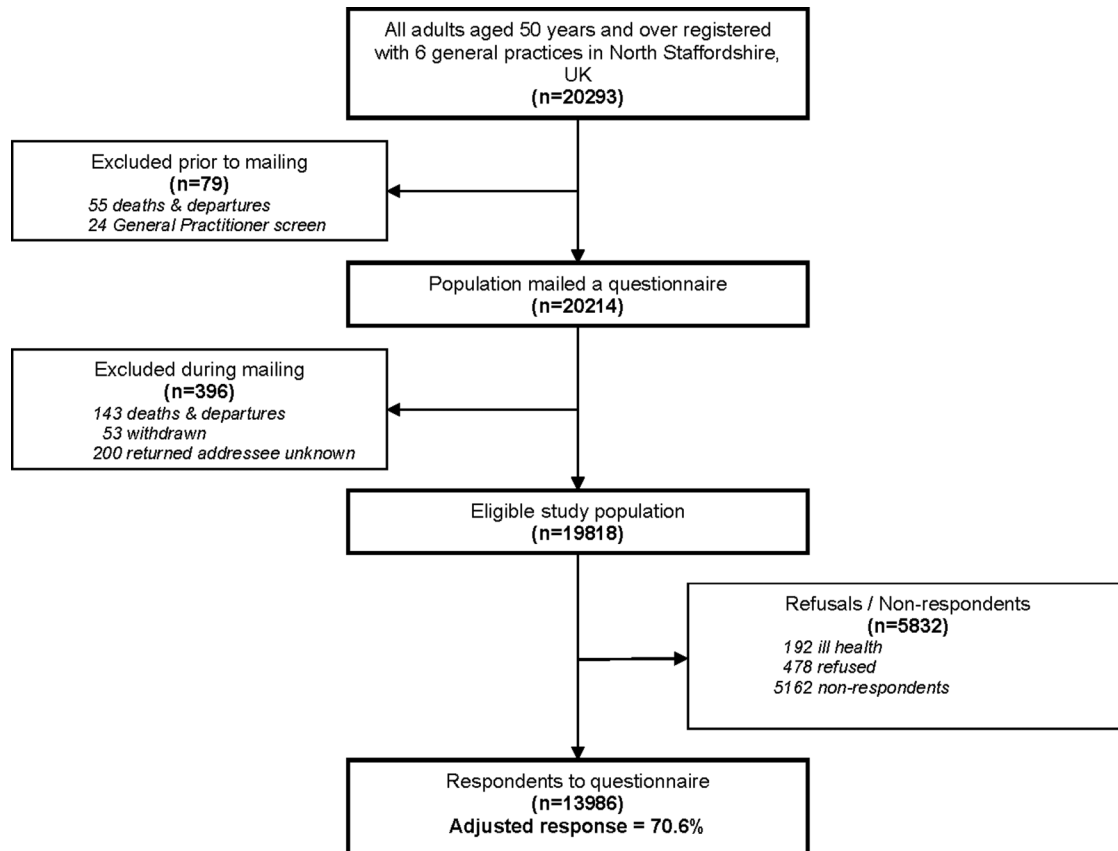 All adults aged 50 years and over registered
with 6 general practices in North Staffordshire,
UK
(n=20293)
Excluded prior to mailing
(n=79)
55 deaths & departures
24 General Practitioner screen
Population mailed a questionnaire
(n=20214)
Excluded during mailing
(n=396)
143 deaths & departures
53 withdrawn
200 returned addressee unknown
Eligible study population
(n=19818)
Refusals / Non-respondents
(n=5832)
192 ill health
478 refused
5162 non-respondents
Respondents to questionnaire
(n=13986)
Adjusted response = 70.6%